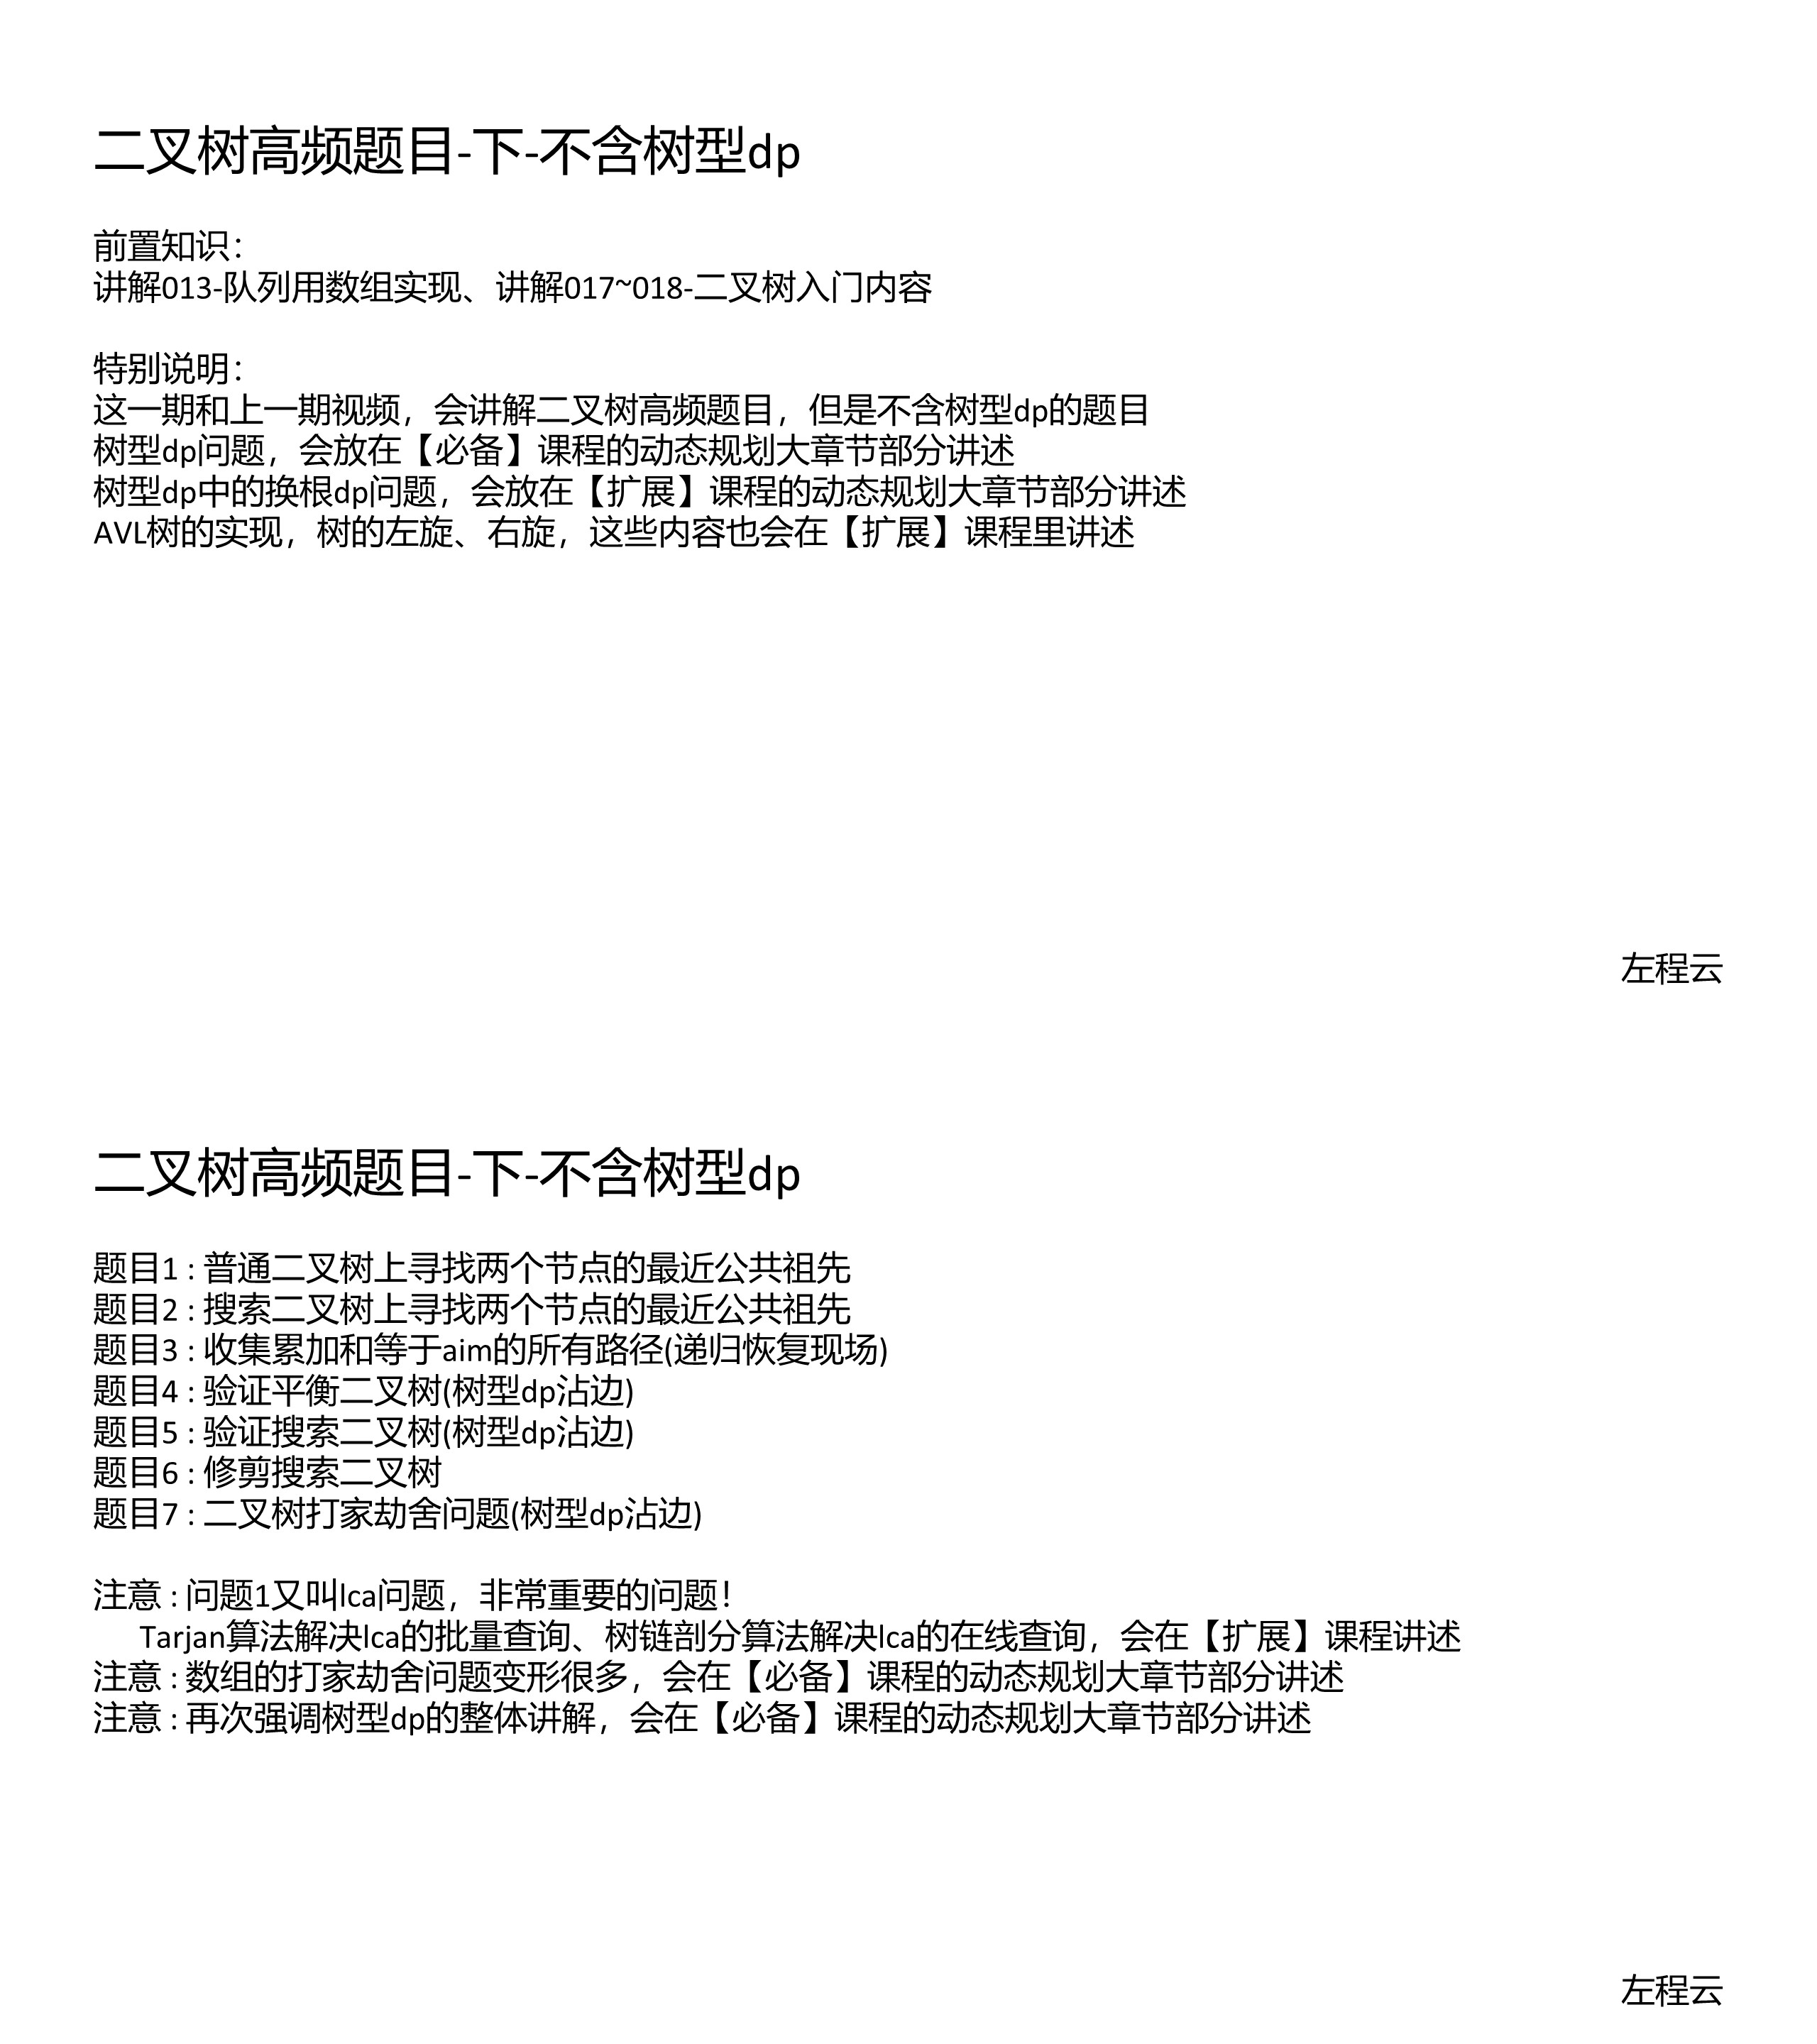 二叉树高频题目-下-不含树型dp
前置知识：
讲解013-队列用数组实现、讲解017~018-二叉树入门内容
特别说明：
这一期和上一期视频，会讲解二叉树高频题目，但是不含树型dp的题目
树型dp问题，会放在【必备】课程的动态规划大章节部分讲述
树型dp中的换根dp问题，会放在【扩展】课程的动态规划大章节部分讲述
AVL树的实现，树的左旋、右旋，这些内容也会在【扩展】课程里讲述
左程云
二叉树高频题目-下-不含树型dp
题目1 : 普通二叉树上寻找两个节点的最近公共祖先
题目2 : 搜索二叉树上寻找两个节点的最近公共祖先
题目3 : 收集累加和等于aim的所有路径(递归恢复现场)
题目4 : 验证平衡二叉树(树型dp沾边)
题目5 : 验证搜索二叉树(树型dp沾边)
题目6 : 修剪搜索二叉树
题目7 : 二叉树打家劫舍问题(树型dp沾边)
注意 : 问题1又叫lca问题，非常重要的问题！
Tarjan算法解决lca的批量查询、树链剖分算法解决lca的在线查询，会在【扩展】课程讲述
注意 : 数组的打家劫舍问题变形很多，会在【必备】课程的动态规划大章节部分讲述
注意 : 再次强调树型dp的整体讲解，会在【必备】课程的动态规划大章节部分讲述
左程云